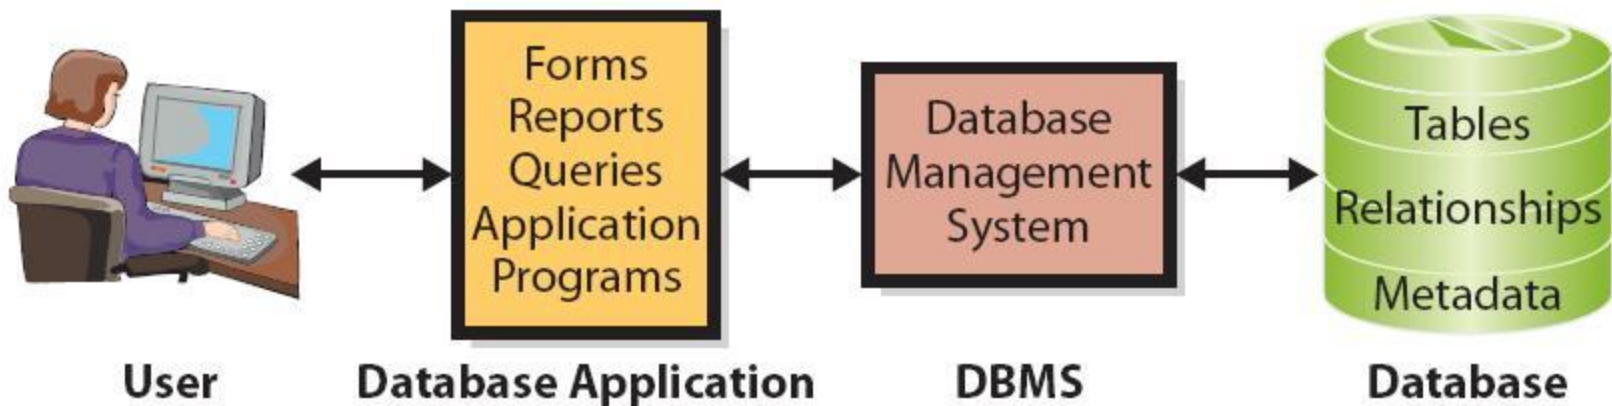 Forms
Reports
Queries
Application
Programs
Database
Management
System
Tables
Relationships
Metadata
User
Database Application
DBMS
Database